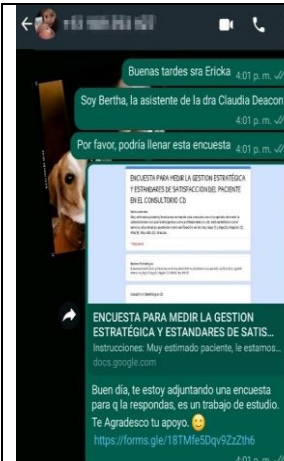 Buenas tardes sra Ericka 4:01 p. m.
Soy Bertha, la asistente de la dra Claudia Deacon
Por favor, podría llenar esta encuesta 4:01 p. m.
ENCUESTA PARA MEDIR LA GESTION ESTRATÉGICA
Y ESTANDARES DE SATISFACCION DEL PACIENTE
EN EL CONSULTORIO CD
ENCUESTA PARA MEDIR LA GESTION
ESTRATÉGICA Y ESTANDARES DE SATIS...
Instrucciones: Muy estimado paciente, le estamos...
docs.google.com
Buen día, te estoy adjuntando una encuesta
para q la respondas, es un trabajo de estudio.
Te Agradesco tu apoyo.
https://forms.gle/18TMfe5Dqv9ZzZth6
4:01 p. m.